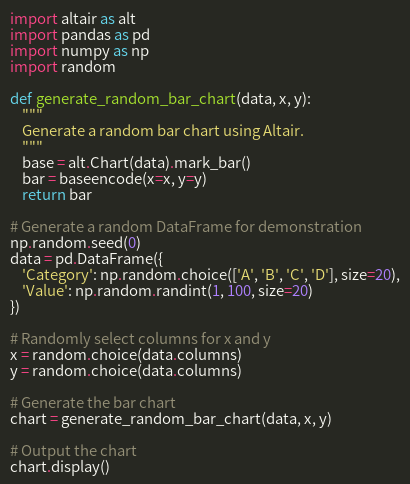 import altair as alt
import pandas as pd
import numpy as np
import random

def generate_random_bar_chart(data, x, y):
    """
    Generate a random bar chart using Altair.
    """
    base = alt.Chart(data).mark_bar()
    bar = baseencode(x=x, y=y)
    return bar

# Generate a random DataFrame for demonstration
np.random.seed(0)
data = pd.DataFrame({
    'Category': np.random.choice(['A', 'B', 'C', 'D'], size=20),
    'Value': np.random.randint(1, 100, size=20)
})

# Randomly select columns for x and y
x = random.choice(data.columns)
y = random.choice(data.columns)

# Generate the bar chart
chart = generate_random_bar_chart(data, x, y)

# Output the chart
chart.display()